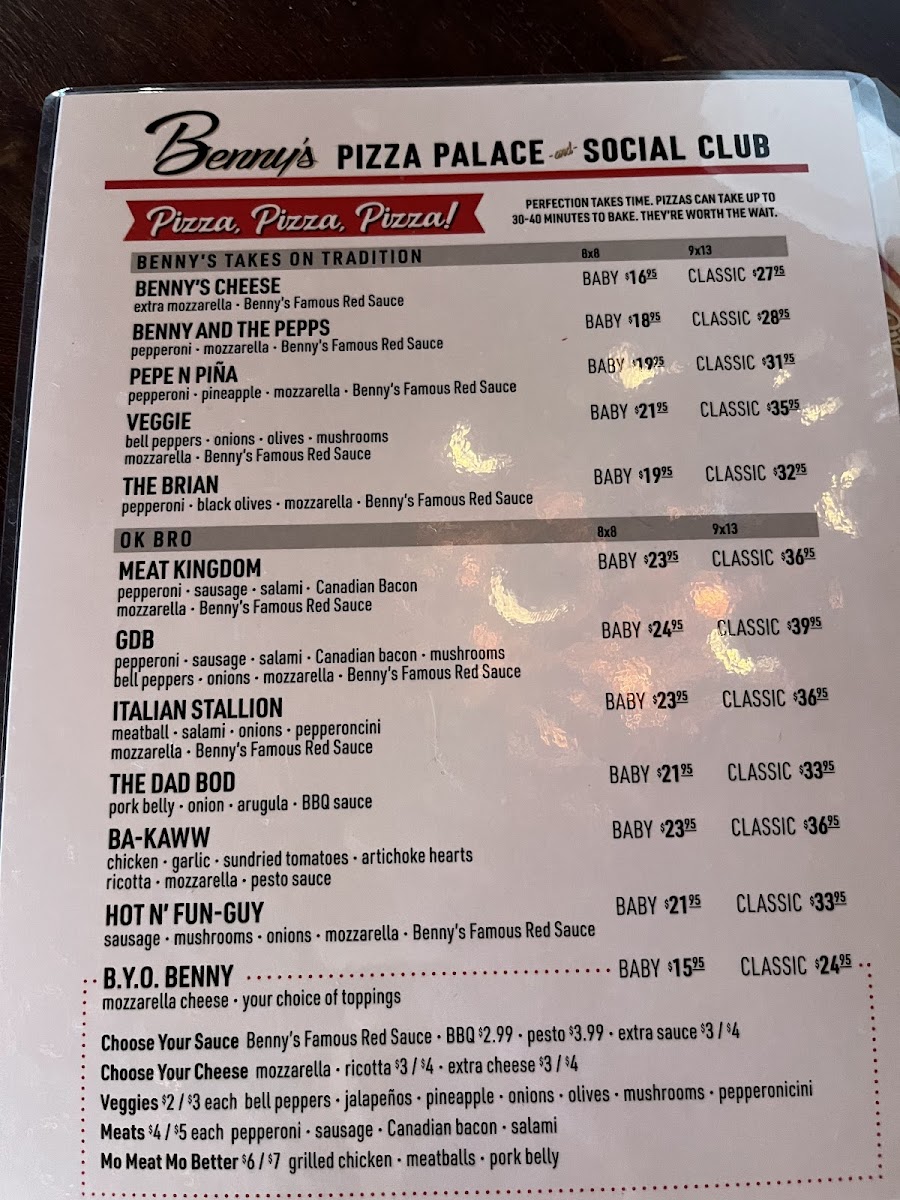 Benny's PIZZA PALACE -and- SOCIAL CLUB
Pizza, Pizza, Pizza!
PERFECTION TAKES TIME. PIZZAS CAN TAKE UP TO
30-40 MINUTES TO BAKE. THEY'RE WORTH THE WAIT.
BENNY'S TAKES ON TRADITION 8x8 9x13
BENNY'S CHEESE BABY $16.95 CLASSIC $27.95
extra mozzarella · Benny's Famous Red Sauce
BENNY AND THE PEPPS BABY $18.95 CLASSIC $28.95
pepperoni · mozzarella · Benny's Famous Red Sauce
PEPE N PIÑA BABY $19.95 CLASSIC $31.95
pepperoni · pineapple · mozzarella · Benny's Famous Red Sauce
VEGGIE BABY $21.95 CLASSIC $35.95
bell peppers · onions · olives · mushrooms
mozzarella · Benny's Famous Red Sauce
THE BRIAN BABY $19.95 CLASSIC $32.95
pepperoni · black olives · mozzarella · Benny's Famous Red Sauce
OK BRO 8x8 9x13
MEAT KINGDOM BABY $23.95 CLASSIC $36.95
pepperoni · sausage · salami · Canadian Bacon
mozzarella · Benny's Famous Red Sauce
GDB BABY $24.95 CLASSIC $39.95
pepperoni · sausage · salami · Canadian bacon · mushrooms
bell peppers · onions · mozzarella · Benny's Famous Red Sauce
ITALIAN STALLION BABY $23.95 CLASSIC $36.95
meatball · salami · onions · pepperoncini
mozzarella · Benny's Famous Red Sauce
THE DAD BOD BABY $21.95 CLASSIC $33.95
pork belly · onion · arugula · BBQ sauce
BA-KAWW BABY $23.95 CLASSIC $36.95
chicken · garlic · sundried tomatoes · artichoke hearts
ricotta · mozzarella · pesto sauce
HOT N' FUN-GUY BABY $21.95 CLASSIC $33.95
sausage · mushrooms · onions · mozzarella · Benny's Famous Red Sauce
B.Y.O. BENNY BABY $15.95 CLASSIC $24.95
mozzarella cheese · your choice of toppings
Choose Your Sauce Benny's Famous Red Sauce · BBQ $2.99 · pesto $3.99 · extra sauce $3 / $4
Choose Your Cheese mozzarella · ricotta $3 / $4 · extra cheese $3 / $4
Veggies $2 / $3 each bell peppers · jalapeños · pineapple · onions · olives · mushrooms · pepperonicini
Meats $4 / $5 each pepperoni · sausage · Canadian bacon · salami
Mo Meat Mo Better $6 / $7 grilled chicken · meatballs · pork belly